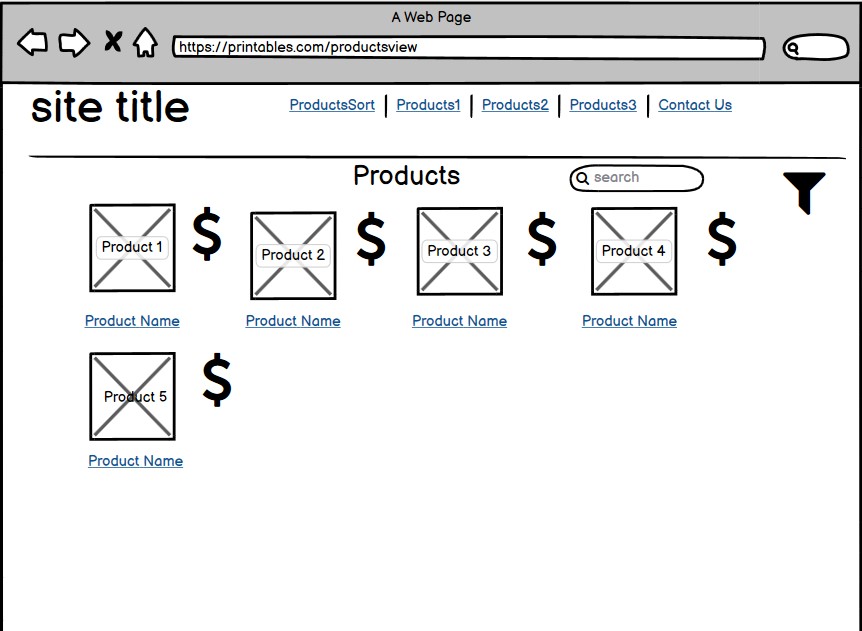 A Web Page
https://printables.com/productsview
site title
ProductsSort | Products1 | Products2 | Products3 | Contact Us
Products
search
Product 1 $ Product 2 $ Product 3 $ Product 4 $
Product Name Product Name Product Name Product Name
Product 5 $
Product Name